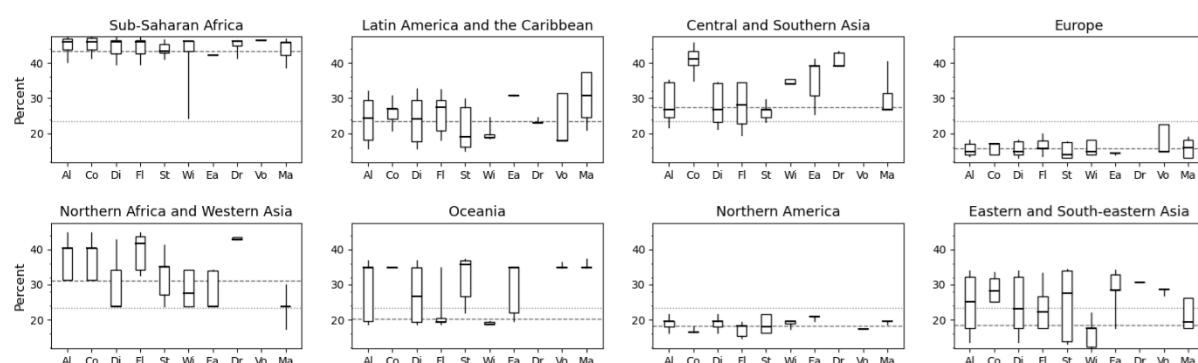 Sub-Saharan Africa
Latin America and the Caribbean
Central and Southern Asia
Europe
Percent
40
30
20
40
30
20
40
30
20
40
30
20
Al Co Di Fl St Wi Ea Dr Vo Ma
Al Co Di Fl St Wi Ea Dr Vo Ma
Al Co Di Fl St Wi Ea Dr Vo Ma
Al Co Di Fl St Wi Ea Dr Vo Ma
Northern Africa and Western Asia
Oceania
Northern America
Eastern and South-eastern Asia
Percent
40
30
20
40
30
20
40
30
20
40
30
20
Al Co Di Fl St Wi Ea Dr Vo Ma
Al Co Di Fl St Wi Ea Dr Vo Ma
Al Co Di Fl St Wi Ea Dr Vo Ma
Al Co Di Fl St Wi Ea Dr Vo Ma